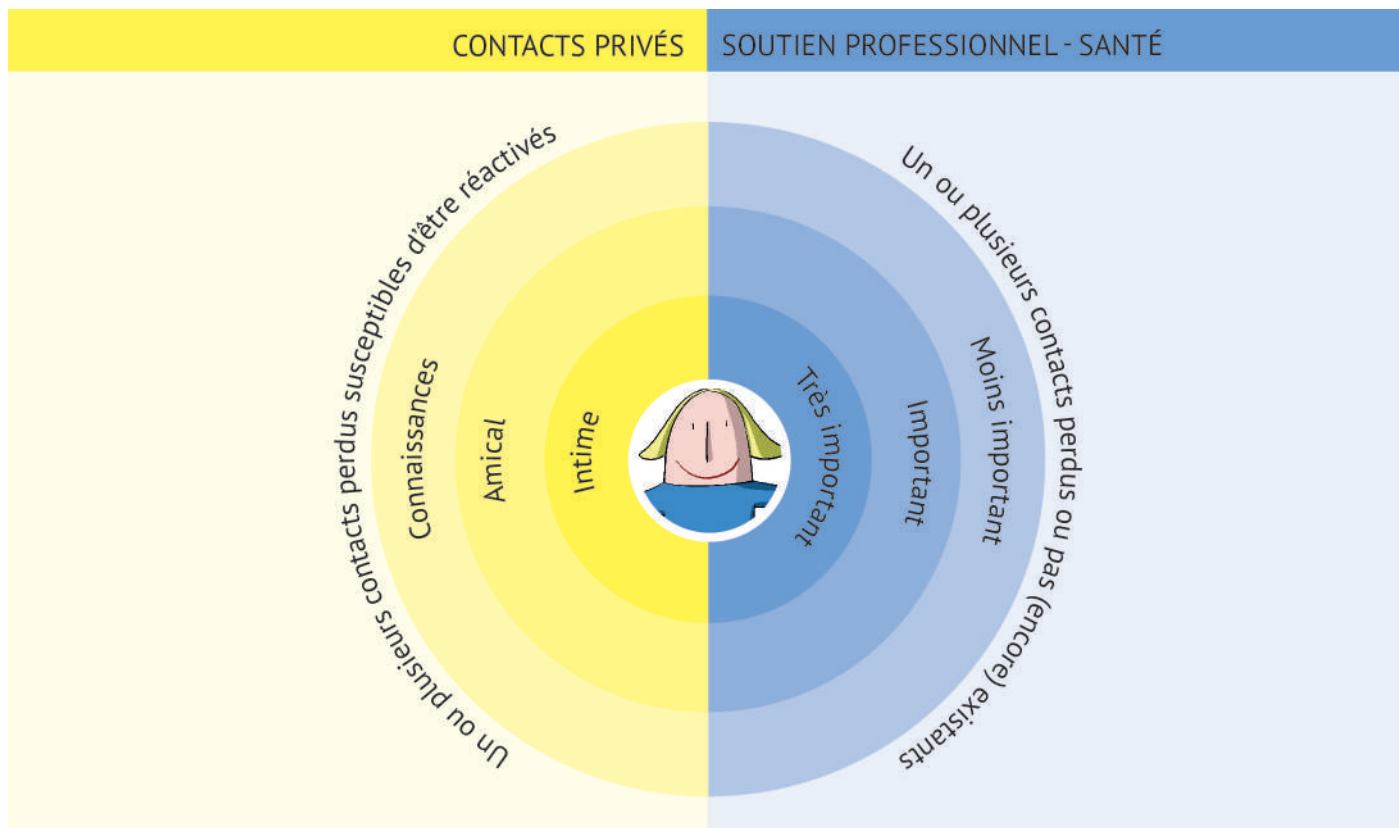 CONTACTS PRIVÉS
SOUTIEN PROFESSIONNEL - SANTÉ
Un ou plusieurs contacts perdus susceptibles d'être réactivés
Connaissances
Amical
Intime
Très important
Important
Moins important
Un ou plusieurs contacts perdus ou pas (encore) existants